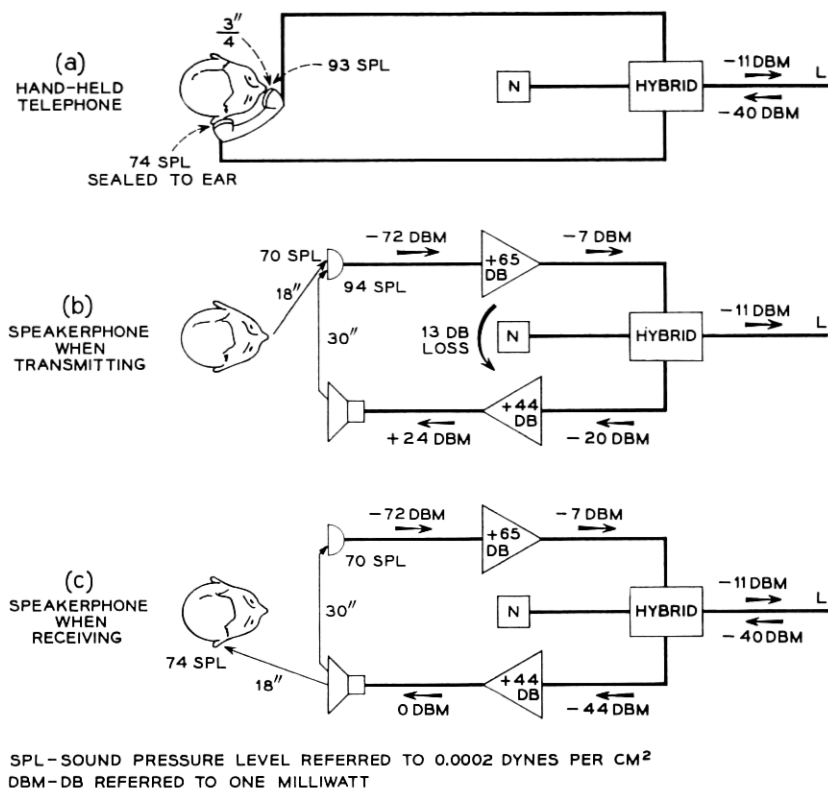 (a)
HAND-HELD
TELEPHONE
3"
4
93 SPL
74 SPL
SEALED TO EAR
N
HYBRID
-11 DBM
L
-40 DBM
(b)
SPEAKERPHONE
WHEN
TRANSMITTING
70 SPL
18"
94 SPL
30"
-72 DBM
+65
DB
-7 DBM
13 DB
LOSS
N
HYBRID
-11 DBM
L
+44
DB
+24 DBM
-20 DBM
(c)
SPEAKERPHONE
WHEN
RECEIVING
74 SPL
18"
30"
70 SPL
-72 DBM
+65
DB
-7 DBM
N
HYBRID
-11 DBM
L
-40 DBM
+44
DB
0 DBM
-44 DBM
SPL-SOUND PRESSURE LEVEL REFERRED TO 0.0002 DYNES PER CM²
DBM-DB REFERRED TO ONE MILLIWATT